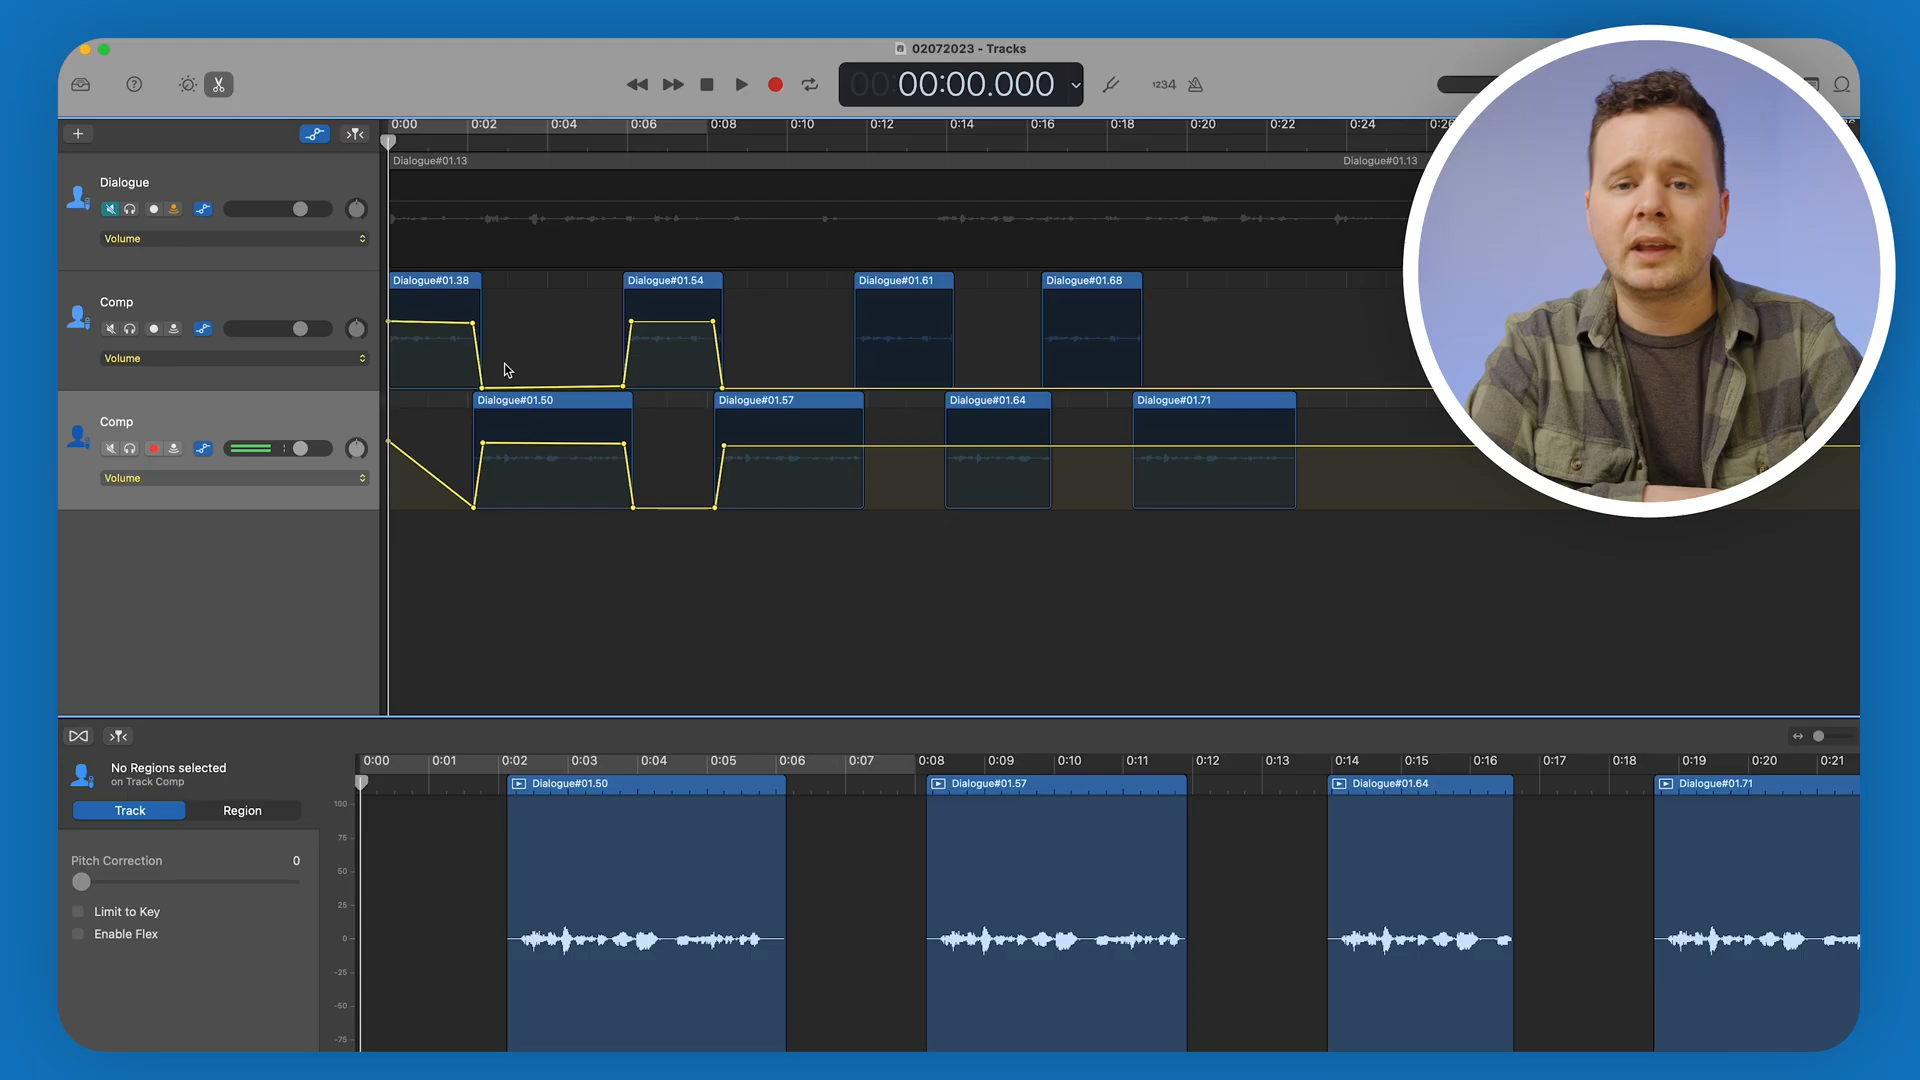 02072023 - Tracks
00:00:00.000
1234
0:00 0:02 0:04 0:06 0:08 0:10 0:12 0:14 0:16 0:18 0:20 0:22 0:24 0:26
Dialogue#01.13 Dialogue#01.13
Dialogue
Volume
Dialogue#01.38 Dialogue#01.54 Dialogue#01.61 Dialogue#01.68
Comp
Volume
Dialogue#01.50 Dialogue#01.57 Dialogue#01.64 Dialogue#01.71
Comp
Volume
0:00 0:01 0:02 0:03 0:04 0:05 0:06 0:07 0:08 0:09 0:10 0:11 0:12 0:13 0:14 0:15 0:16 0:17 0:18 0:19 0:20 0:21
No Regions selected
on Track Comp
Dialogue#01.50 Dialogue#01.57 Dialogue#01.64 Dialogue#01.71
Track Region
100
75
50
25
0
-25
-50
-75
Pitch Correction 0
Limit to Key
Enable Flex